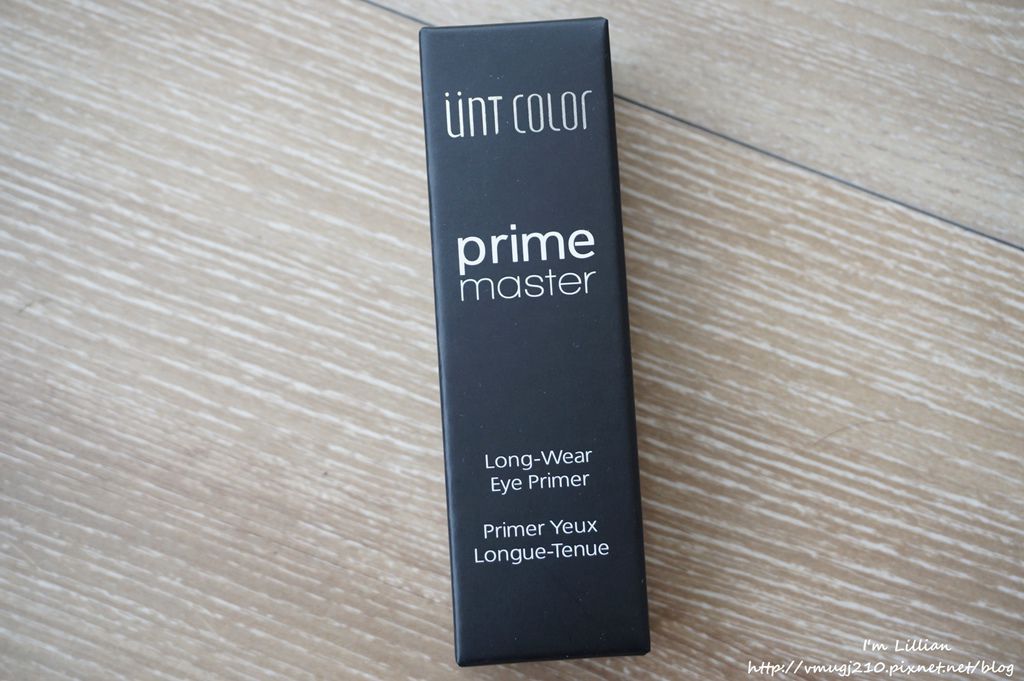 üNT COLOR
prime
master
Long-Wear
Eye Primer
Primer Yeux
Longue-Tenue
I'm Lillian
http://vmugj210.pixnet.net/blog